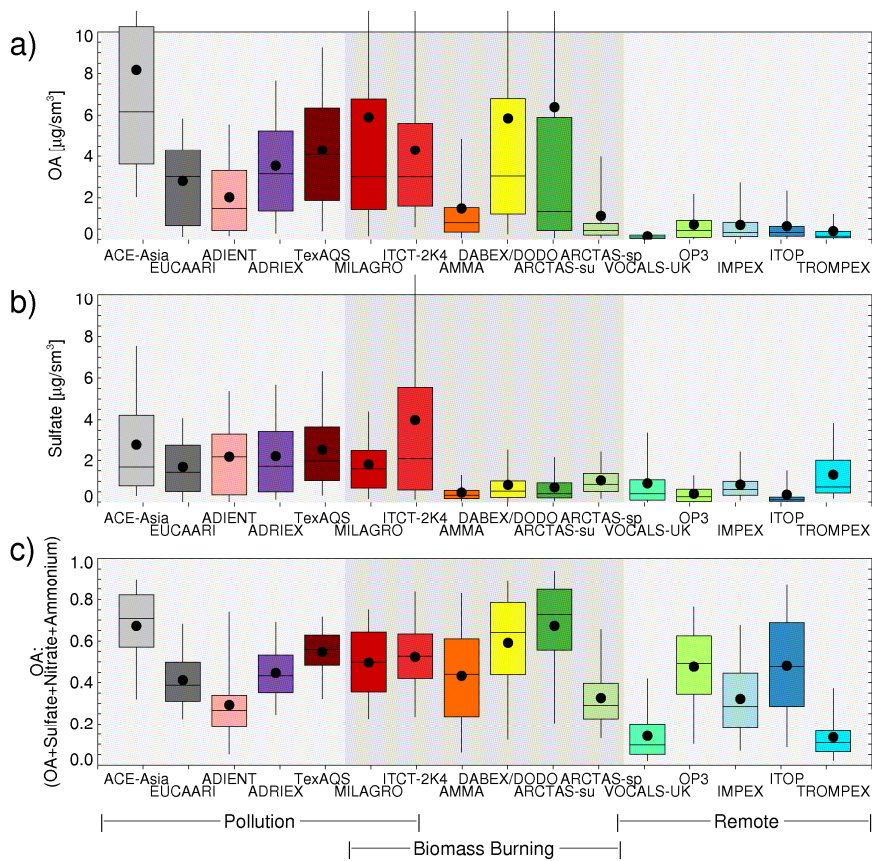 a)
OA [µg/sm³]
10
8
6
4
2
0
ACE-Asia ADIENT TexAQS ITCT-2K4 DABEX/DODO ARCTAS-sp OP3 ITOP
EUCAARI ADRIEX MILAGRO AMMA ARCTAS-su VOCALS-UK IMPEX TROMPEX
b)
Sulfate [µg/sm³]
10
8
6
4
2
0
ACE-Asia ADIENT TexAQS ITCT-2K4 DABEX/DODO ARCTAS-sp OP3 ITOP
EUCAARI ADRIEX MILAGRO AMMA ARCTAS-su VOCALS-UK IMPEX TROMPEX
c)
OA:
(OA+Sulfate+Nitrate+Ammonium)
1.0
0.8
0.6
0.4
0.2
0.0
ACE-Asia ADIENT TexAQS ITCT-2K4 DABEX/DODO ARCTAS-sp OP3 ITOP
EUCAARI ADRIEX MILAGRO AMMA ARCTAS-su VOCALS-UK IMPEX TROMPEX
Pollution Remote
Biomass Burning